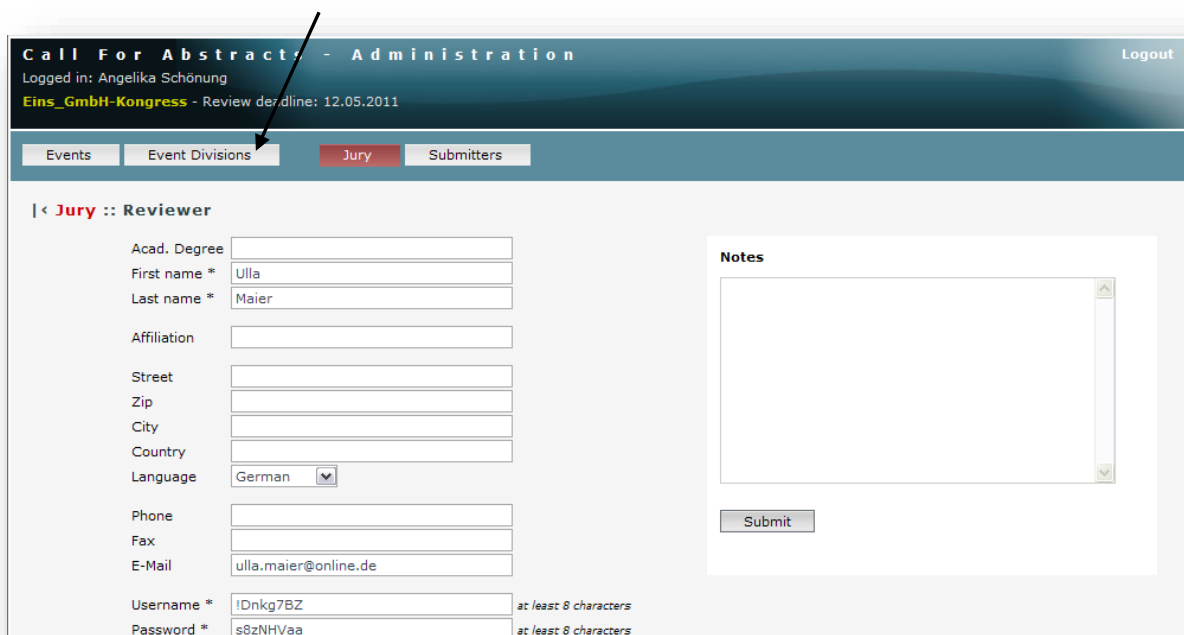 Call For Abstracts - Administration
Logout
Logged in: Angelika Schönung
Eins_GmbH-Kongress - Review deadline: 12.05.2011
Events Event Divisions Jury Submitters
|< Jury :: Reviewer
Acad. Degree
First name * Ulla
Last name * Maier
Affiliation
Street
Zip
City
Country
Language German
Phone
Fax
E-Mail ulla.maier@online.de
Username * !Dnkg7BZ at least 8 characters
Password * s8zNHVaa at least 8 characters
Notes
Submit